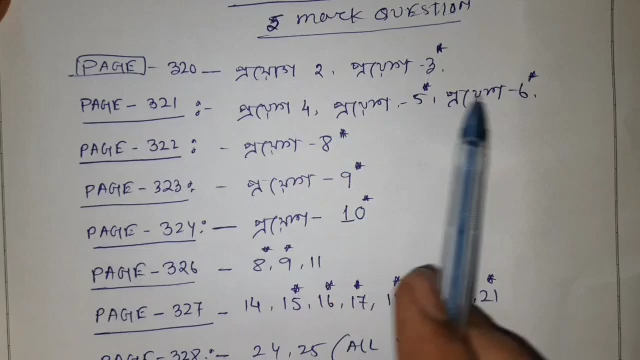 5 MARK QUESTION
PAGE - 320 — প্রয়োগ 2, প্রয়োগ -3*.
PAGE - 321 :- প্রয়োগ 4, প্রয়োগ -5*, প্রয়োগ -6*.
PAGE - 322 : - প্রয়োগ -8*
PAGE - 323 : - প্রয়োগ -9*
PAGE - 324 :— প্রয়োগ - 10*
PAGE - 326 - 8*, 9*, 11
PAGE - 327 - 14, 15*, 16*, 17*, 21*
PAGE - 328 :- 24, 25 (ALL